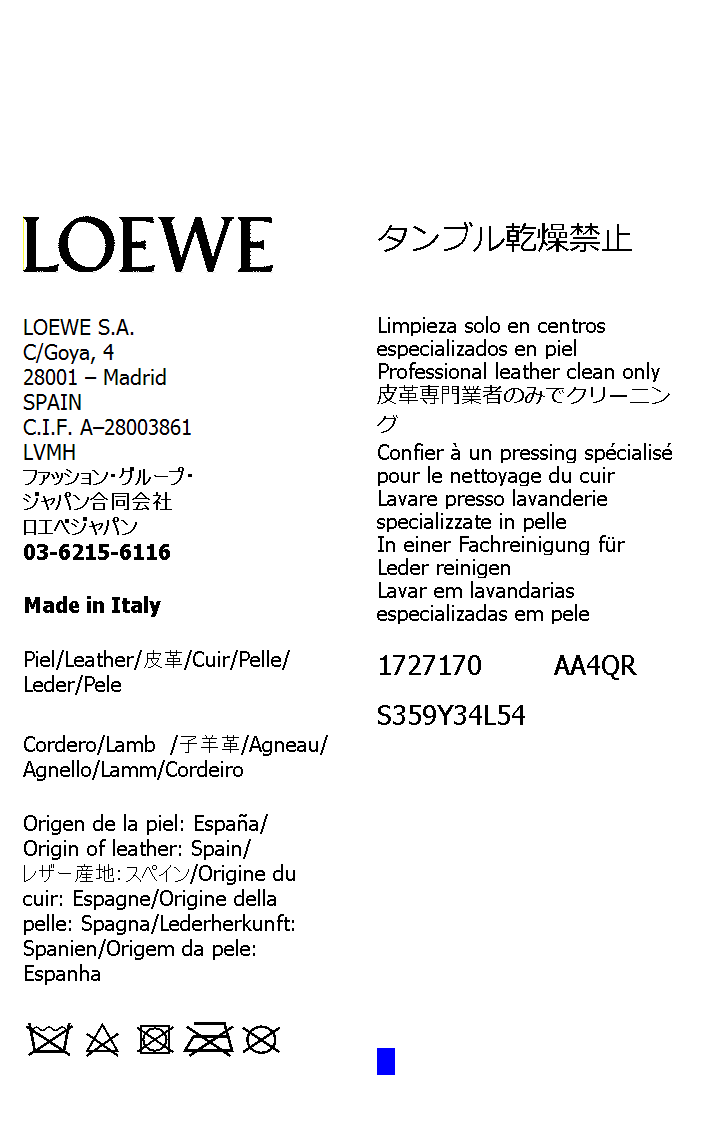 LOEWE
LOEWE S.A.
C/Goya, 4
28001 – Madrid
SPAIN
C.I.F. A–28003861
LVMH
ファッション・グループ・
ジャパン合同会社
ロエベジャパン
03-6215-6116
Made in Italy
Piel/Leather/皮革/Cuir/Pelle/
Leder/Pele
Cordero/Lamb /子羊革/Agneau/
Agnello/Lamm/Cordeiro
Origen de la piel: España/
Origin of leather: Spain/
レザー産地：スペイン/Origine du
cuir: Espagne/Origine della
pelle: Spagna/Lederherkunft:
Spanien/Origem da pele:
Espanha
タンブル乾燥禁止
Limpieza solo en centros
especializados en piel
Professional leather clean only
皮革専門業者のみでクリーニン
グ
Confier à un pressing spécialisé
pour le nettoyage du cuir
Lavare presso lavanderie
specializzate in pelle
In einer Fachreinigung für
Leder reinigen
Lavar em lavandarias
especializadas em pele
1727170 AA4QR
S359Y34L54